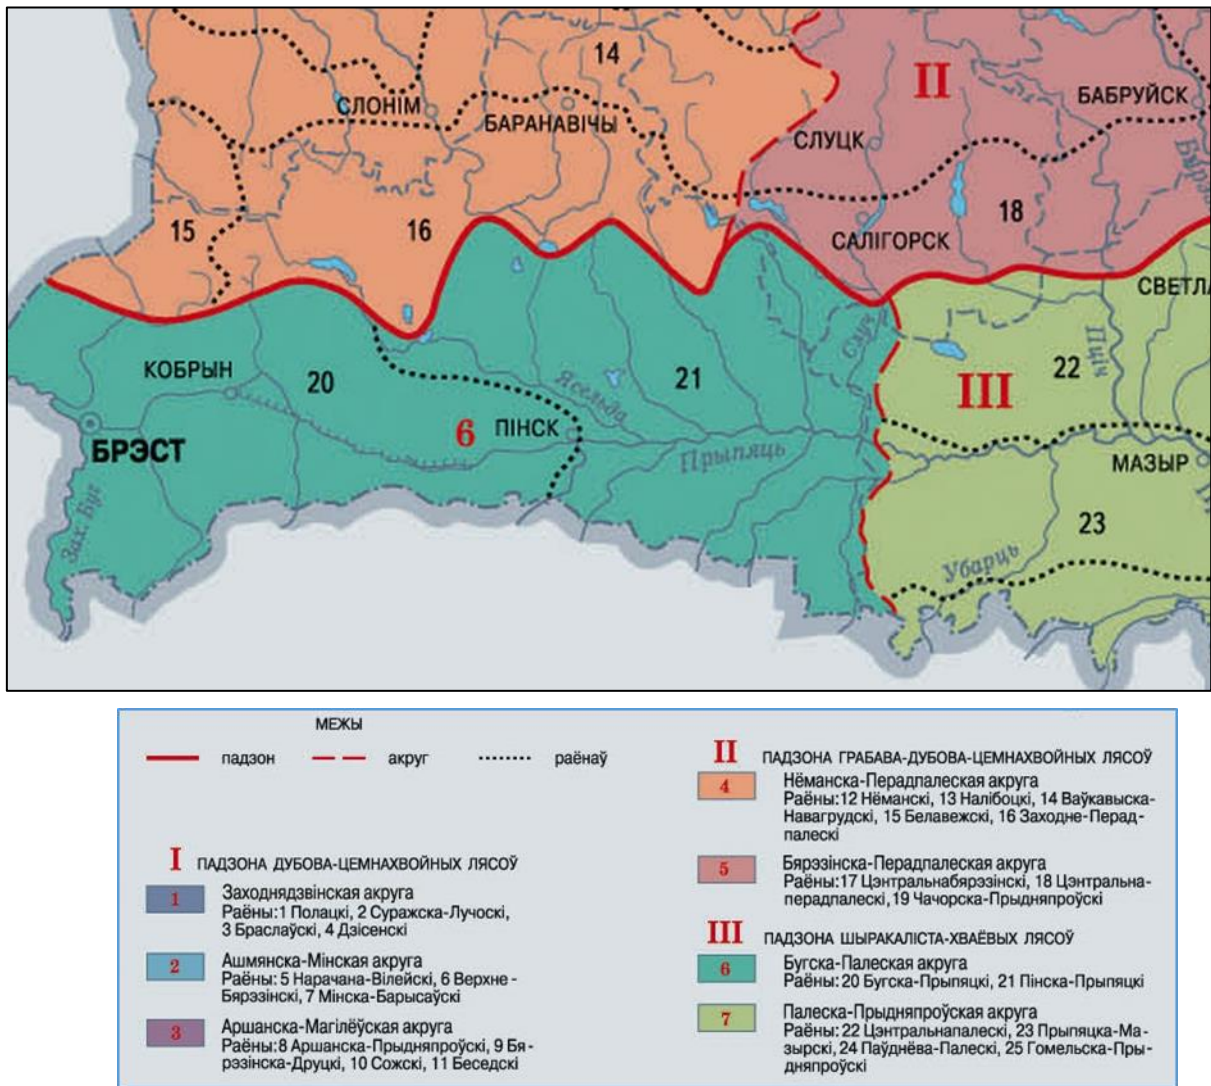 14
II
СЛОНІМ
БАРАНАВІЧЫ
БАБРУЙСК
СЛУЦК
15
16
18
САЛІГОРСК
СВЕТЛА
КОБРЫН
20
21
22
Пціч
III
Ясельда
6
ПІНСК
БРЭСТ
Прыпяць
МАЗЫР
Зах. Буг
23
Убарць
МЕЖЫ
падзон
акруг
раёнаў
I ПАДЗОНА ДУБОВА-ЦЕМНАХВОЙНЫХ ЛЯСОЎ
1 Заходнядзвінская акруга
Раёны:1 Полацкі, 2 Суражска-Лучоскі,
3 Браслаўскі, 4 Дзісенскі
2 Ашмянска-Мінская акруга
Раёны: 5 Нарачана-Вілейскі, 6 Верхне -
Бярэзінскі, 7 Мінска-Барысаўскі
3 Аршанска-Магілёўская акруга
Раёны:8 Аршанска-Прыдняпроўскі, 9 Бя-
рэзінска-Друцкі, 10 Сожскі, 11 Беседскі
II ПАДЗОНА ГРАБАВА-ДУБОВА-ЦЕМНАХВОЙНЫХ ЛЯСОЎ
4 Нёманска-Перадпалеская акруга
Раёны:12 Нёманскі, 13 Налібоцкі, 14 Ваўкавыска-
Навагрудскі, 15 Белавежскі, 16 Заходне-Перад-
палескі
5 Бярэзінска-Перадпалеская акруга
Раёны:17 Цэнтральнабярэзінскі, 18 Цэнтральна-
перадпалескі,19 Чачорска-Прыдняпроўскі
III ПАДЗОНА ШЫРАКАЛІСТА-ХВАЁВЫХ ЛЯСОЎ
6 Бугска-Палеская акруга
Раёны: 20 Бугска-Прыпяцкі, 21 Пінска-Прыпяцкі
7 Палеска-Прыдняпроўская акруга
Раёны: 22 Цэнтральнапалескі, 23 Прыпяцка-Ма-
зырскі, 24 Паўднёва-Палескі, 25 Гомельска-Пры-
дняпроўскі